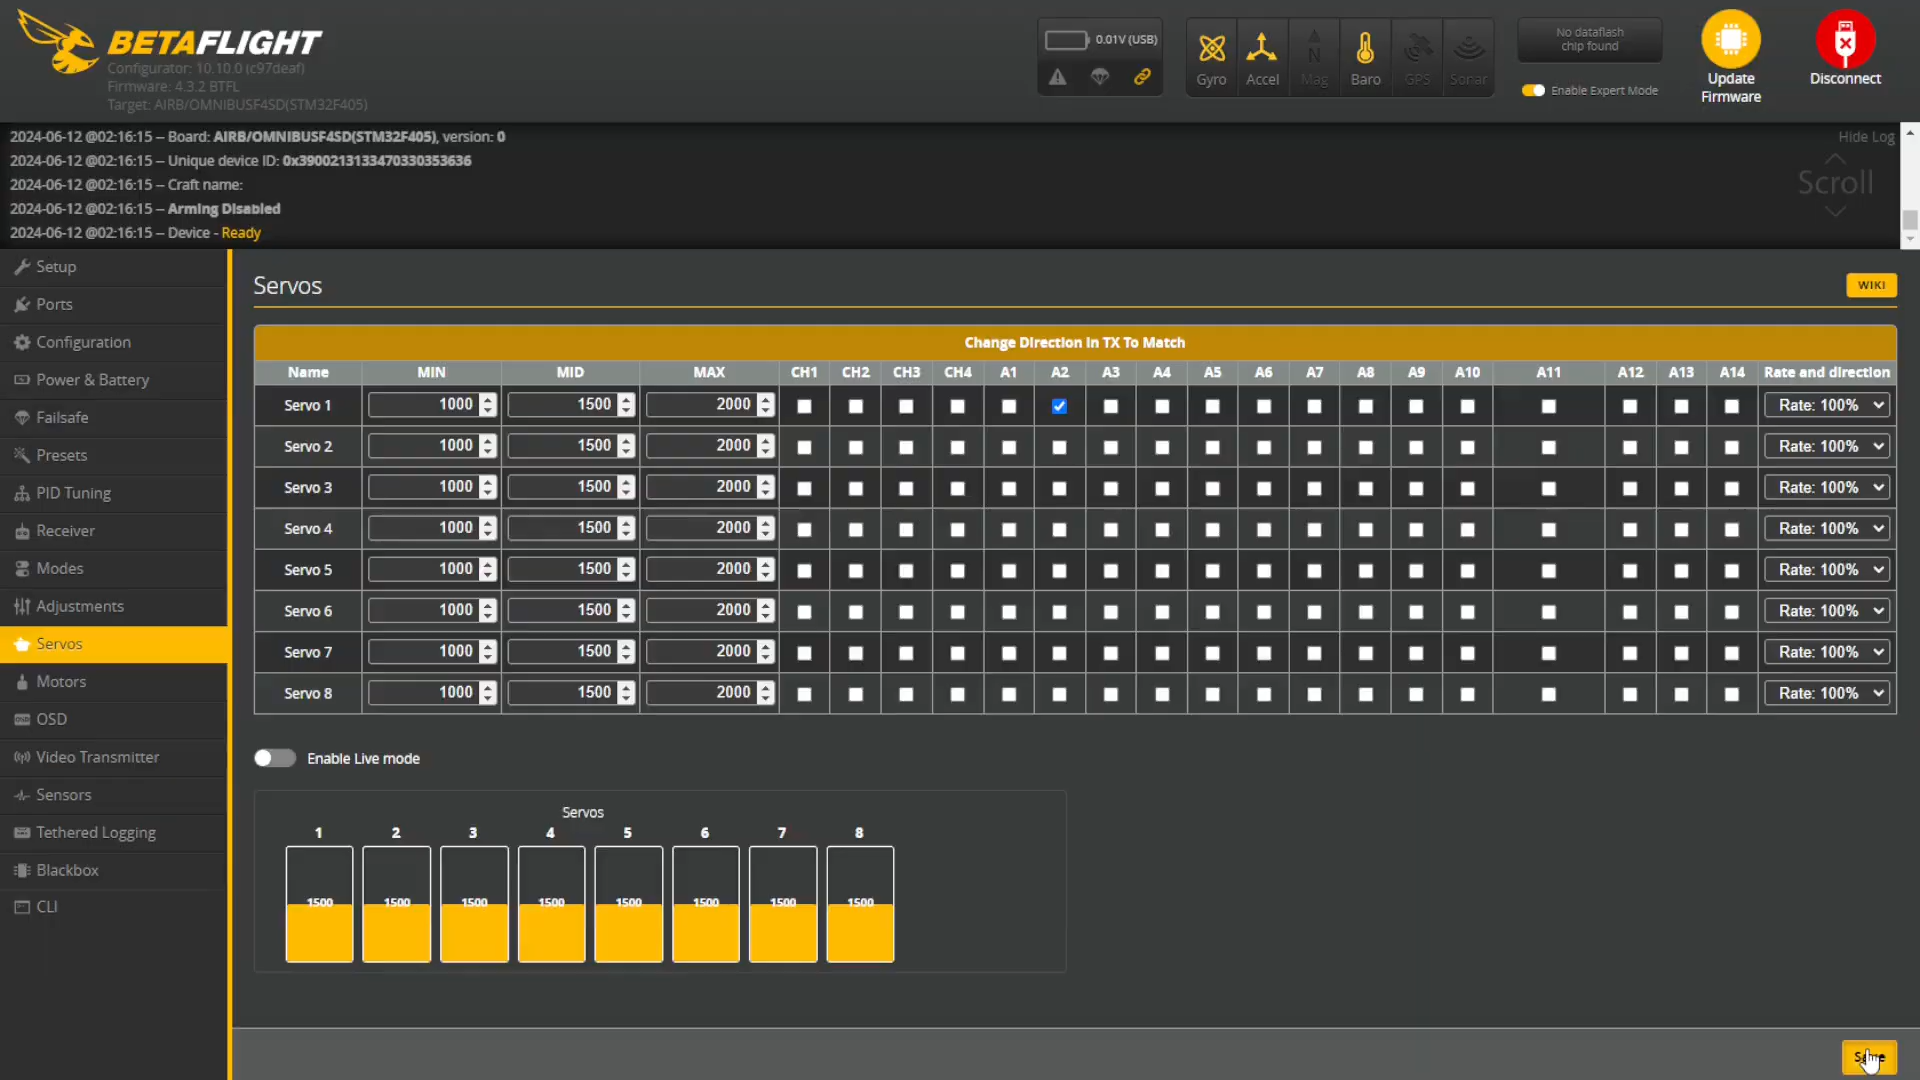 BETAFLIGHT
Configurator: 10.10.0 (c97deaf)
Firmware: 4.3.2 BTFL
Target: AIRB/OMNIBUSF4SD(STM32F405)
0.01V (USB)
Gyro Accel Mag Baro GPS Sonar
No dataflash
chip found
Enable Expert Mode
Update
Firmware
Disconnect
2024-06-12 @02:16:15 -- Board: AIRB/OMNIBUSF4SD(STM32F405), version: 0
2024-06-12 @02:16:15 -- Unique device ID: 0x3900213133470330353636
2024-06-12 @02:16:15 -- Craft name:
2024-06-12 @02:16:15 -- Arming Disabled
2024-06-12 @02:16:15 -- Device - Ready
Hide Log
Scroll
Setup
Ports
Configuration
Power & Battery
Failsafe
Presets
PID Tuning
Receiver
Modes
Adjustments
Servos
Motors
OSD
Video Transmitter
Sensors
Tethered Logging
Blackbox
CLI
Servos
WIKI
Change Direction in TX To Match
Name MIN MID MAX CH1 CH2 CH3 CH4 A1 A2 A3 A4 A5 A6 A7 A8 A9 A10 A11 A12 A13 A14 Rate and direction
Servo 1 1000 1500 2000 Rate: 100%
Servo 2 1000 1500 2000 Rate: 100%
Servo 3 1000 1500 2000 Rate: 100%
Servo 4 1000 1500 2000 Rate: 100%
Servo 5 1000 1500 2000 Rate: 100%
Servo 6 1000 1500 2000 Rate: 100%
Servo 7 1000 1500 2000 Rate: 100%
Servo 8 1000 1500 2000 Rate: 100%
Enable Live mode
Servos
1 2 3 4 5 6 7 8
1500 1500 1500 1500 1500 1500 1500 1500